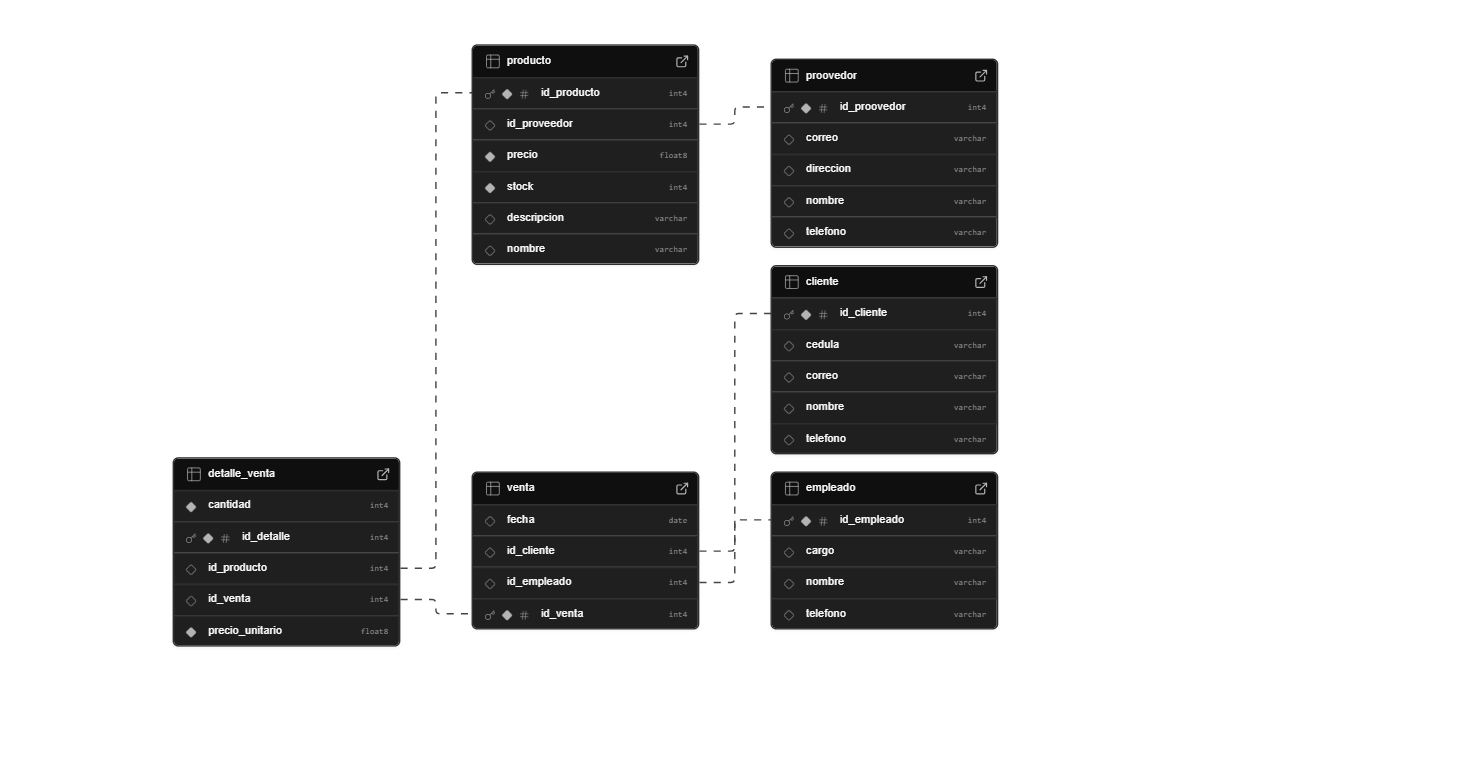 producto
id_producto int4
id_proveedor int4
precio float8
stock int4
descripcion varchar
nombre varchar
proovedor
id_proovedor int4
correo varchar
direccion varchar
nombre varchar
telefono varchar
cliente
id_cliente int4
cedula varchar
correo varchar
nombre varchar
telefono varchar
detalle_venta
cantidad int4
id_detalle int4
id_producto int4
id_venta int4
precio_unitario float8
venta
fecha date
id_cliente int4
id_empleado int4
id_venta int4
empleado
id_empleado int4
cargo varchar
nombre varchar
telefono varchar